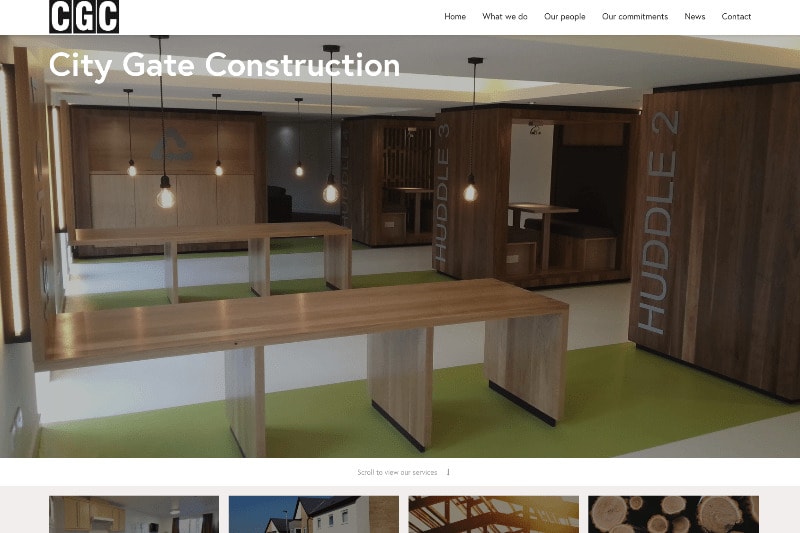 CGC
Home What we do Our people Our commitments News Contact
City Gate Construction
HUDDLE 3
HUDDLE 2
Scroll to view our services